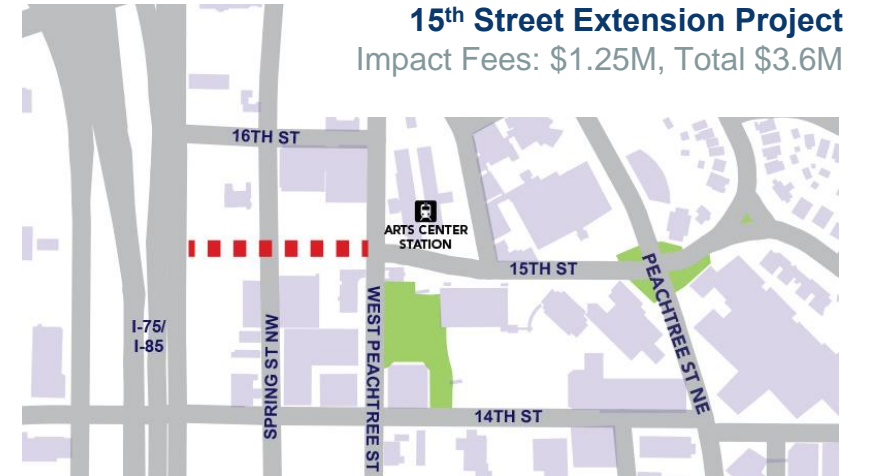 15th Street Extension Project
Impact Fees: $1.25M, Total $3.6M
16TH ST
ARTS CENTER
STATION
15TH ST
PEACHTREE ST NE
I-75/
I-85
SPRING ST NW
WEST PEACHTREE ST
14TH ST